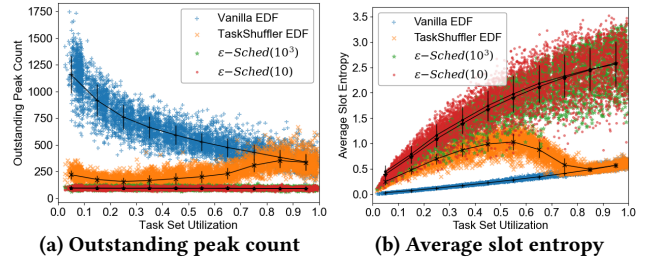 1750
1500
1250
1000
750
500
250
0
Outstanding Peak Count
Vanilla EDF
TaskShuffler EDF
ε−Sched(10³)
ε−Sched(10)
0.0 0.1 0.2 0.3 0.4 0.5 0.6 0.7 0.8 0.9 1.0
Task Set Utilization
(a) Outstanding peak count
3.5
3.0
2.5
2.0
1.5
1.0
0.5
0.0
Average Slot Entropy
Vanilla EDF
TaskShuffler EDF
ε−Sched(10³)
ε−Sched(10)
0.0 0.1 0.2 0.3 0.4 0.5 0.6 0.7 0.8 0.9 1.0
Task Set Utilization
(b) Average slot entropy